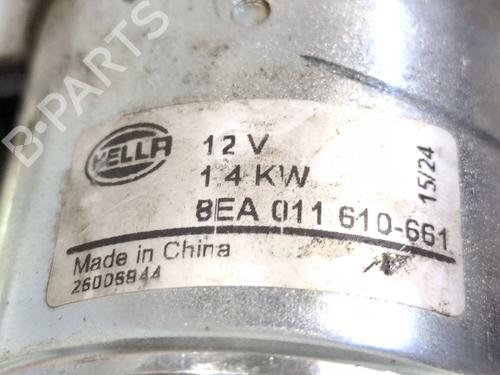 B-PARTS
HELLA
12 V
1.4 KW
8EA 011 610-661
15/24
Made in China
26006844